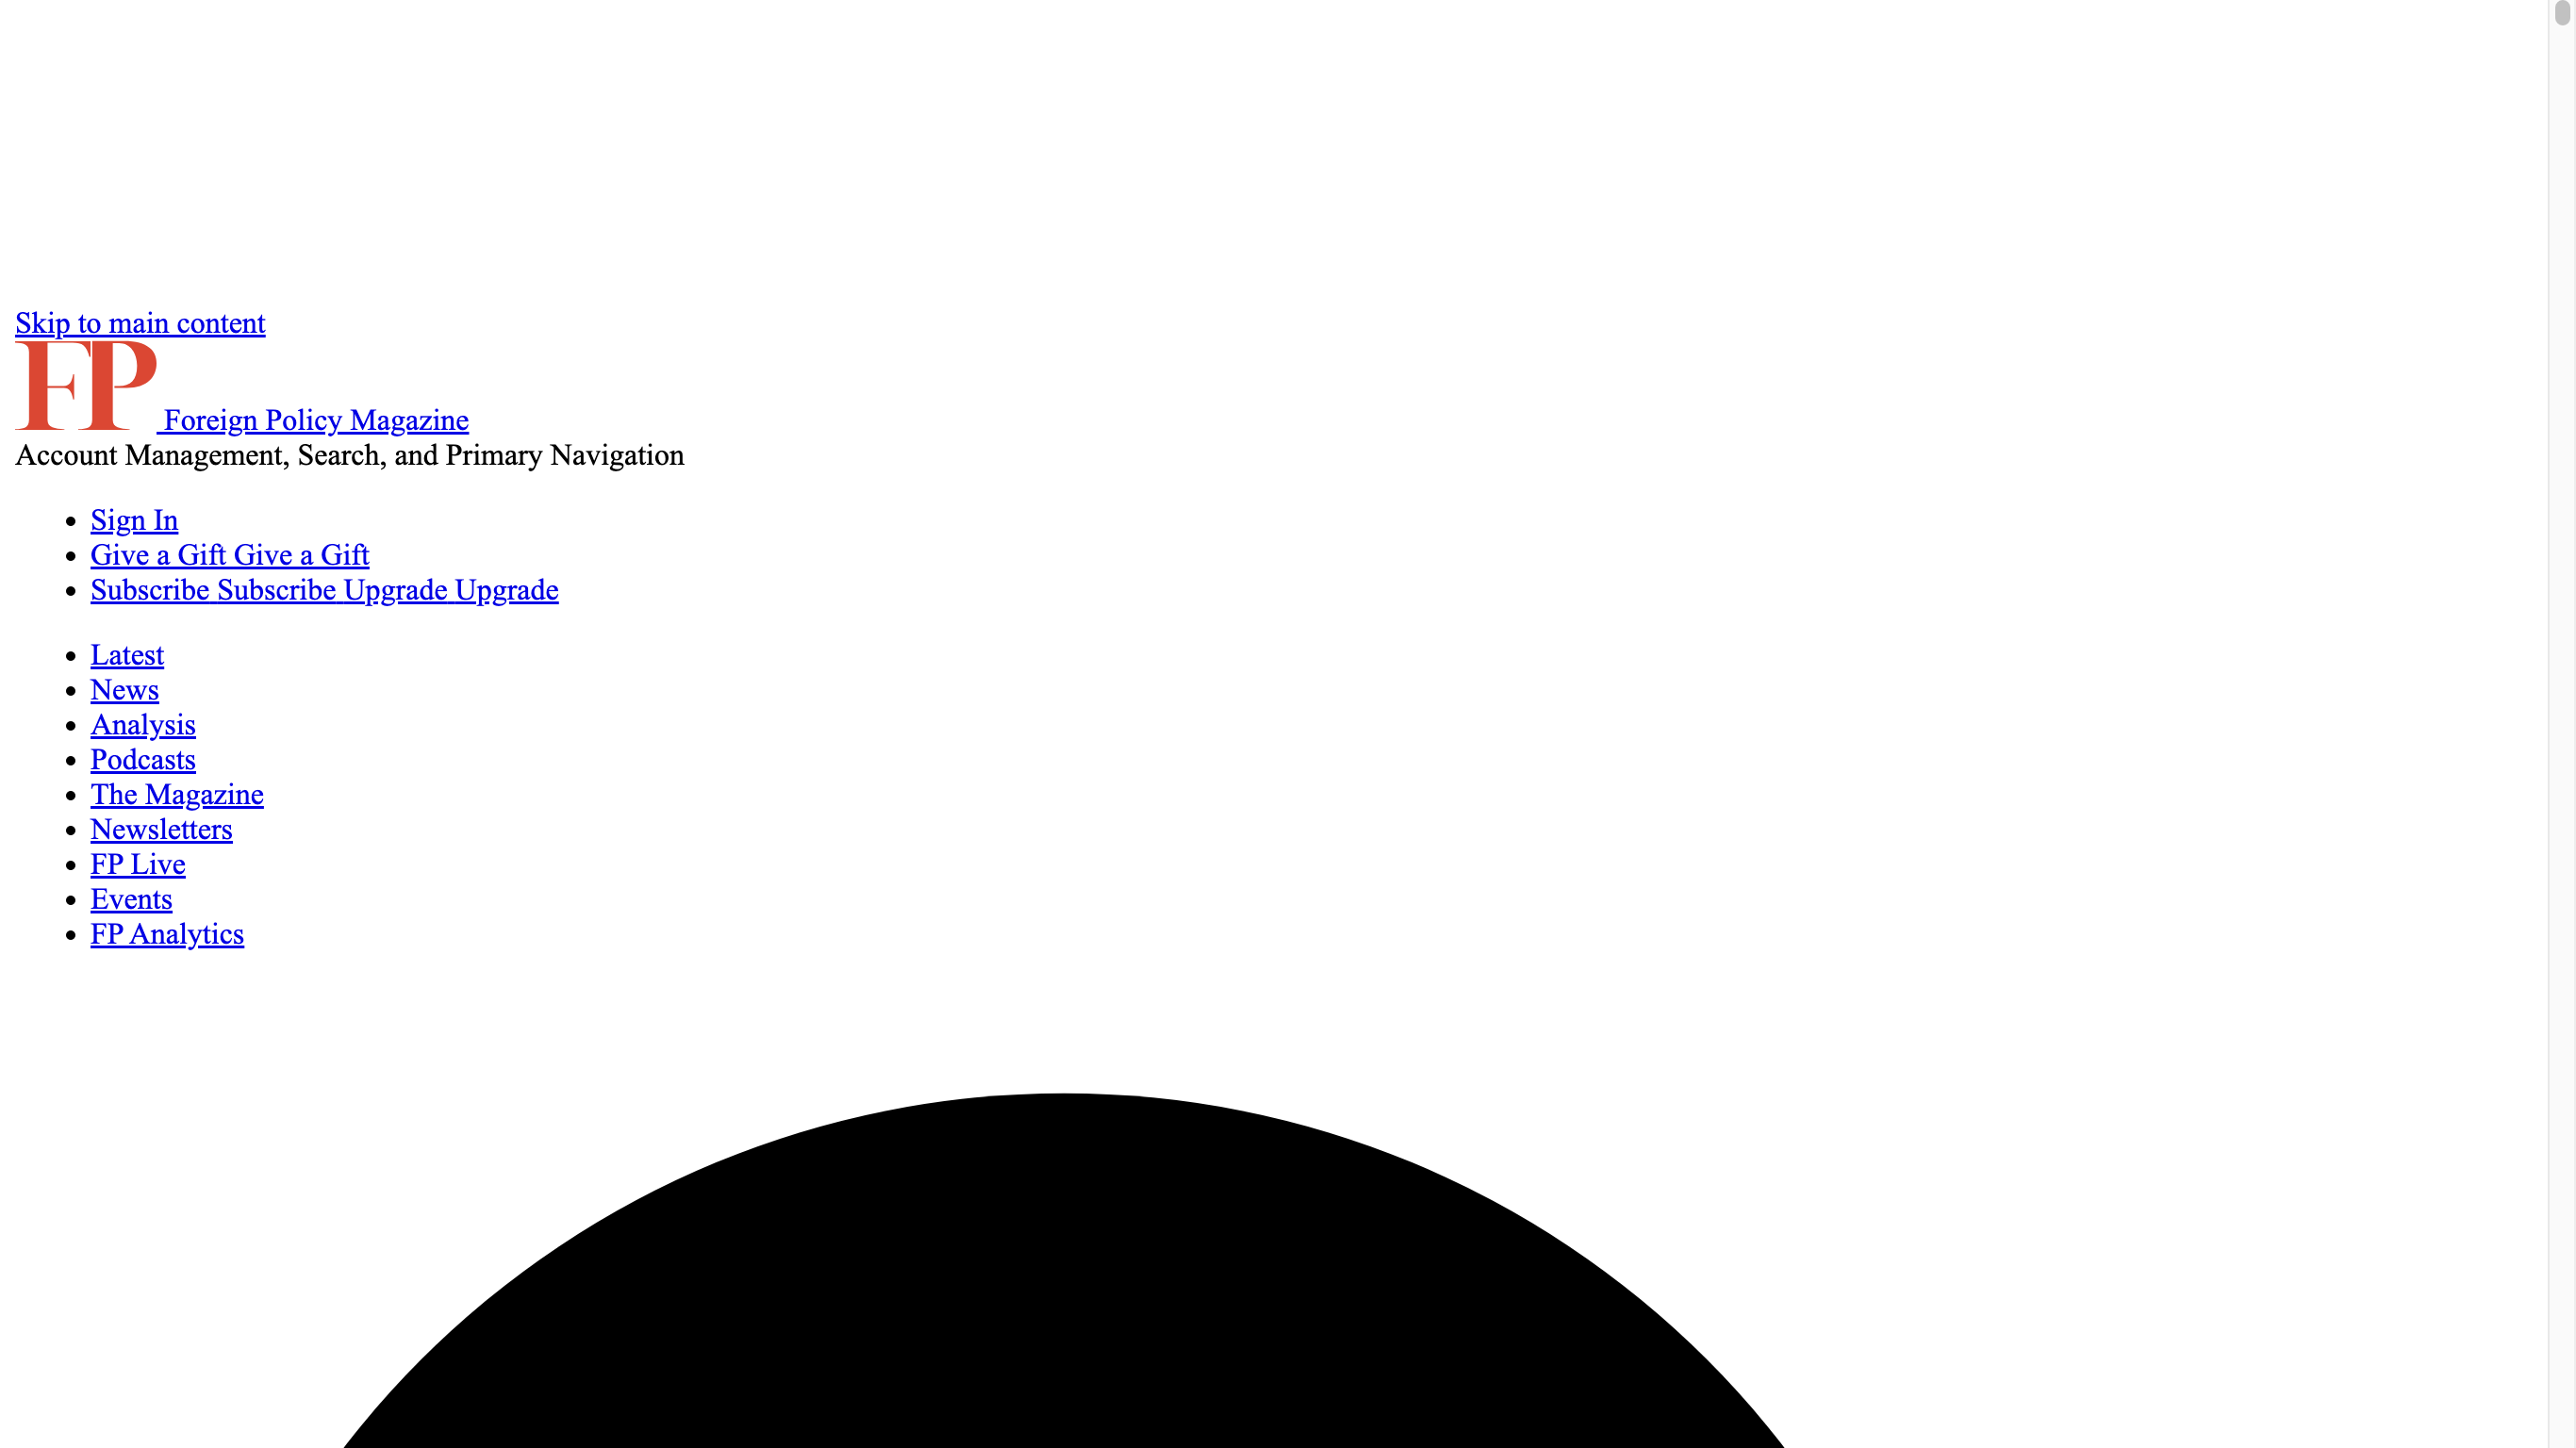 Skip to main content
FP Foreign Policy Magazine
Account Management, Search, and Primary Navigation
Sign In
Give a Gift Give a Gift
Subscribe Subscribe Upgrade Upgrade
Latest
News
Analysis
Podcasts
The Magazine
Newsletters
FP Live
Events
FP Analytics